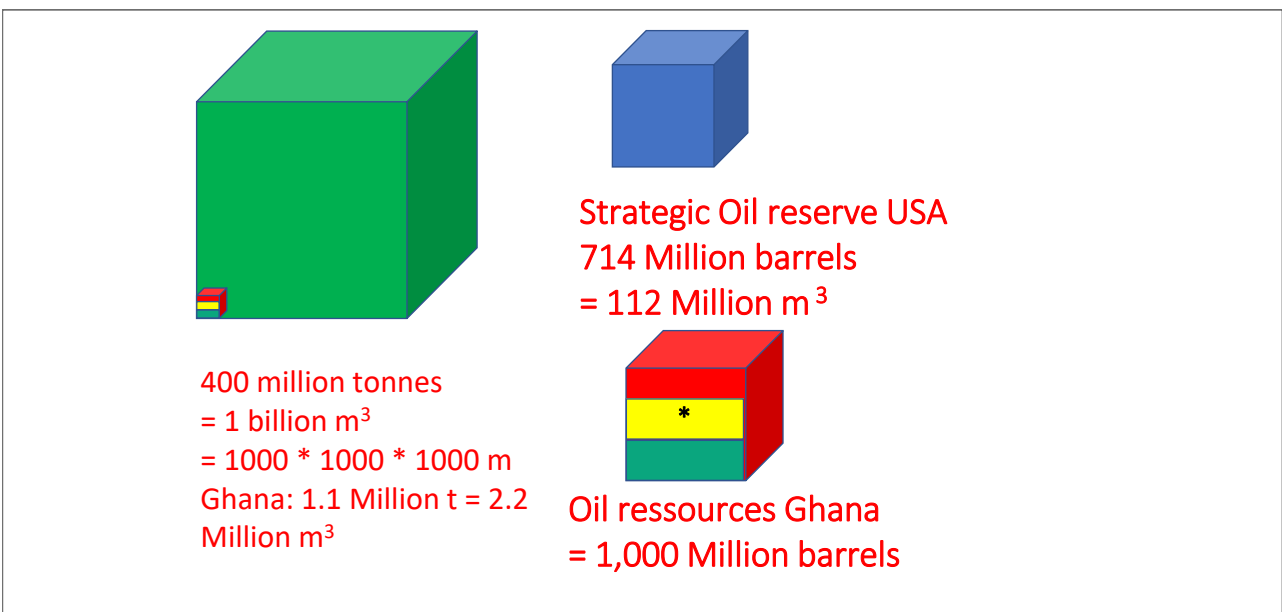 400 million tonnes
= 1 billion m³
= 1000 * 1000 * 1000 m
Ghana: 1.1 Million t = 2.2
Million m³
Strategic Oil reserve USA
714 Million barrels
= 112 Million m³
*
Oil ressources Ghana
= 1,000 Million barrels